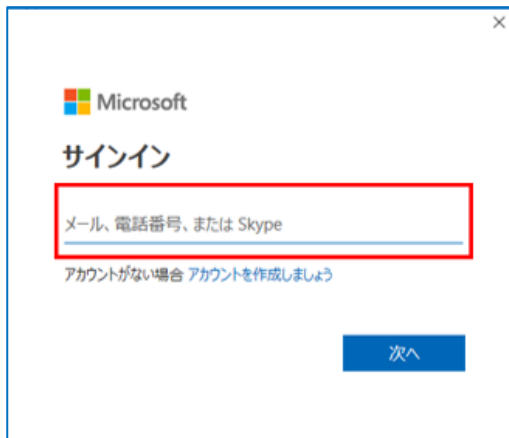 Microsoft
サインイン
メール、電話番号、または Skype
アカウントがない場合 アカウントを作成しましょう
次へ